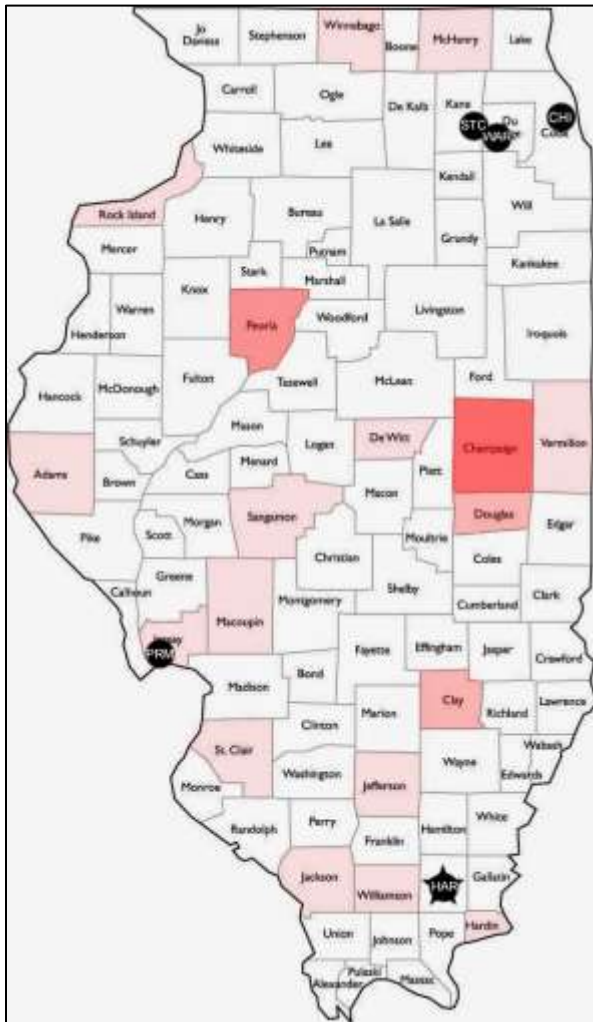 Jo Daviess
Stephenson
Winnebago
Boone
McHenry
Lake
Carroll
Ogle
De Kalb
Kane
STC
WAR
Du
CHI
Cook
Whiteside
Lee
Kendall
Will
Rock Island
Henry
Bureau
La Salle
Grundy
Mercer
Putnam
Kankakee
Stark
Marshall
Knox
Peoria
Woodford
Livingston
Iroquois
Warren
Henderson
Fulton
Tazewell
McLean
Ford
Hancock
McDonough
Mason
Logan
De Witt
Champaign
Vermilion
Schuyler
Adams
Brown
Cass
Menard
Piatt
Macon
Sangamon
Douglas
Edgar
Pike
Scott
Morgan
Christian
Moultrie
Coles
Greene
Shelby
Calhoun
Macoupin
Montgomery
Cumberland
Clark
PRM
Fayette
Effingham
Jasper
Crawford
Madison
Bond
Clay
Richland
Lawrence
Clinton
Marion
St. Clair
Wayne
Wabash
Edwards
Monroe
Washington
Jefferson
Randolph
Perry
Hamilton
White
Franklin
Jackson
Williamson
HAR
Gallatin
Union
Johnson
Pope
Hardin
Pulaski
Alexander
Massac